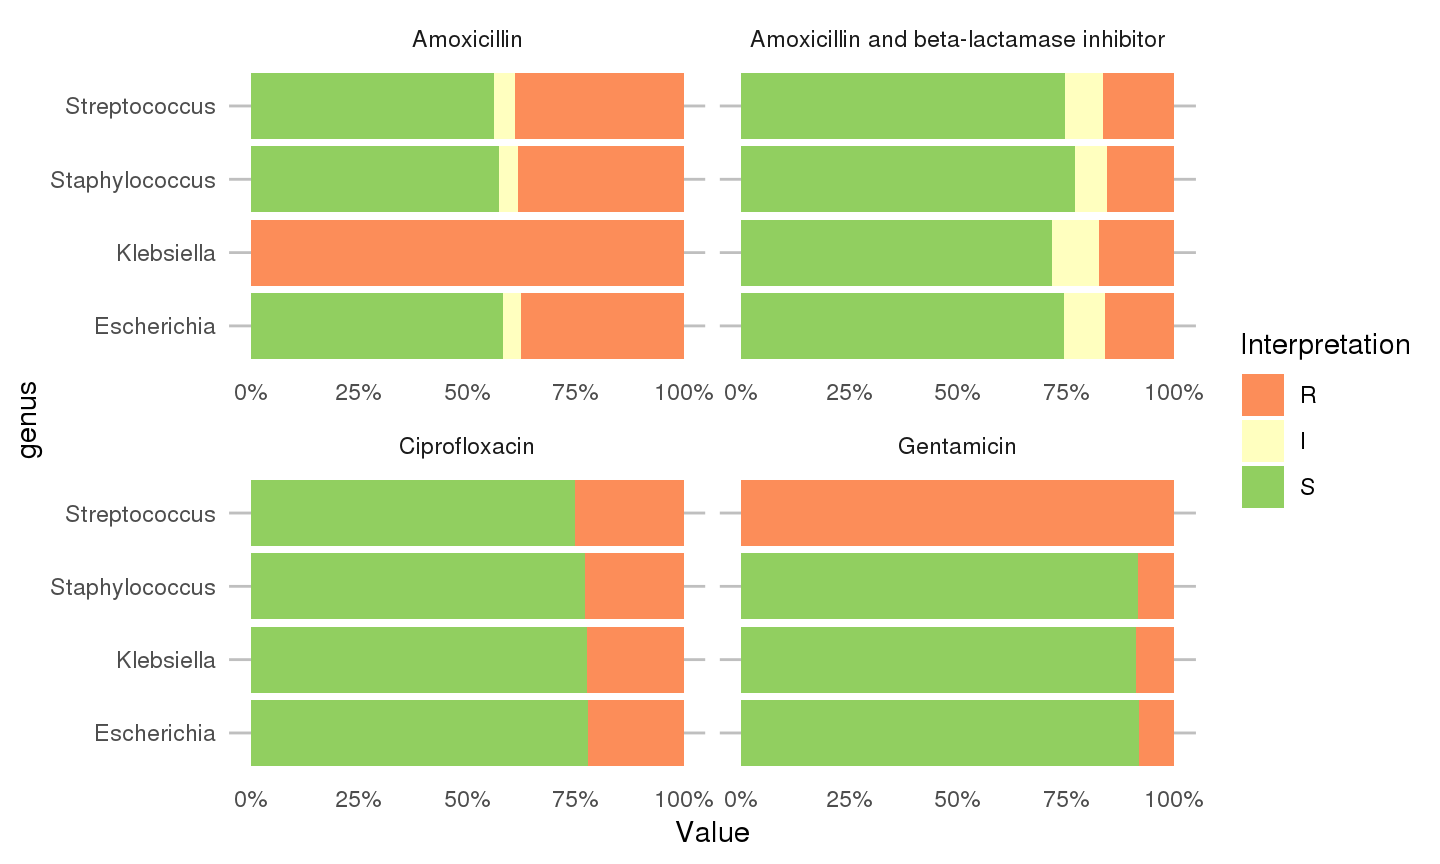 Amoxicillin
Amoxicillin and beta-lactamase inhibitor
Streptococcus
Staphylococcus
Klebsiella
Escherichia
0% 25% 50% 75% 100% 0% 25% 50% 75% 100%
Ciprofloxacin
Gentamicin
Streptococcus
Staphylococcus
Klebsiella
Escherichia
0% 25% 50% 75% 100% 0% 25% 50% 75% 100%
Value
genus
Interpretation
R
I
S